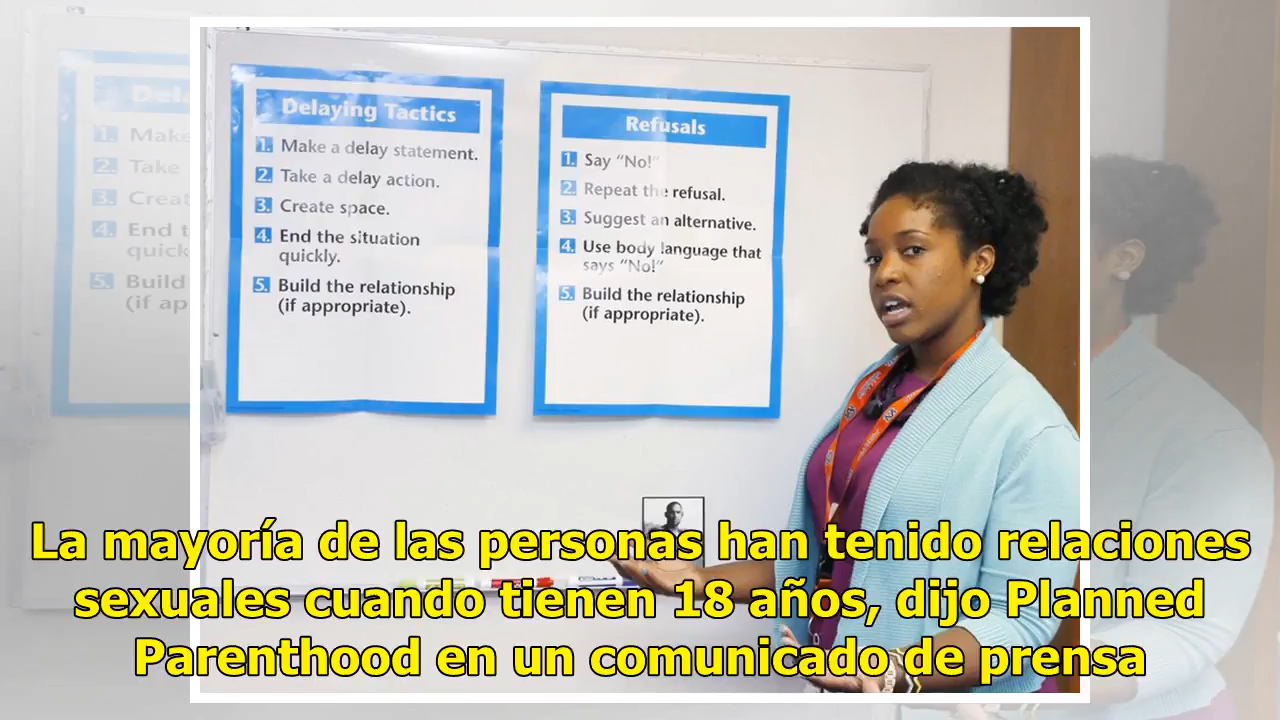 Delaying Tactics
1. Make a delay statement.
2. Take a delay action.
3. Create space.
4. End the situation
quickly.
5. Build the relationship
(if appropriate).
Refusals
1. Say “No!”
2. Repeat the refusal.
3. Suggest an alternative.
4. Use body language that
says “No!”
5. Build the relationship
(if appropriate).
La mayoría de las personas han tenido relaciones
sexuales cuando tienen 18 años, dijo Planned
Parenthood en un comunicado de prensa